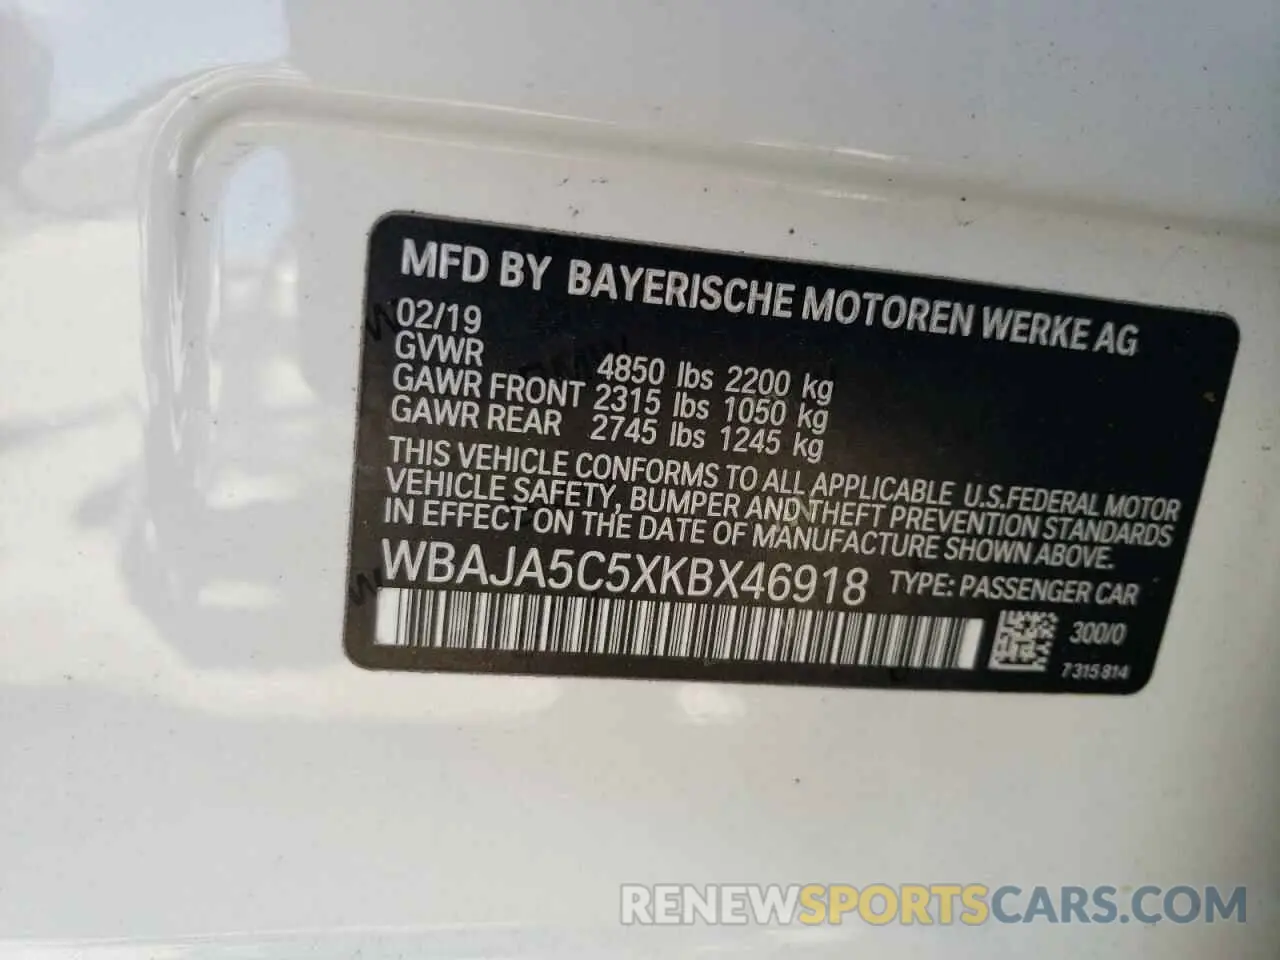 MFD BY BAYERISCHE MOTOREN WERKE AG
02/19
GVWR 4850 lbs 2200 kg
GAWR FRONT 2315 lbs 1050 kg
GAWR REAR 2745 lbs 1245 kg
THIS VEHICLE CONFORMS TO ALL APPLICABLE U.S.FEDERAL MOTOR
VEHICLE SAFETY, BUMPER AND THEFT PREVENTION STANDARDS
IN EFFECT ON THE DATE OF MANUFACTURE SHOWN ABOVE.
WBAJA5C5XKBX46918 TYPE: PASSENGER CAR
300/0
7315814
RENEWSPORTSCARS.COM